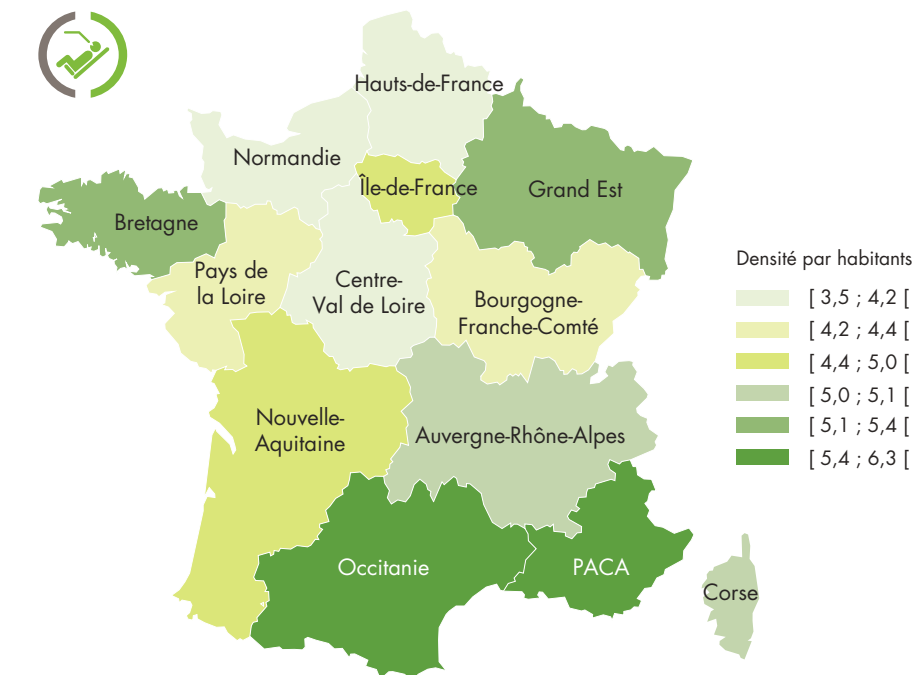 Hauts-de-France
Normandie
Île-de-France
Grand Est
Bretagne
Pays de
la Loire
Centre-
Val de Loire
Bourgogne-
Franche-Comté
Nouvelle-
Aquitaine
Auvergne-Rhône-Alpes
Occitanie
PACA
Corse
Densité par habitants
[ 3,5 ; 4,2 [
[ 4,2 ; 4,4 [
[ 4,4 ; 5,0 [
[ 5,0 ; 5,1 [
[ 5,1 ; 5,4 [
[ 5,4 ; 6,3 [